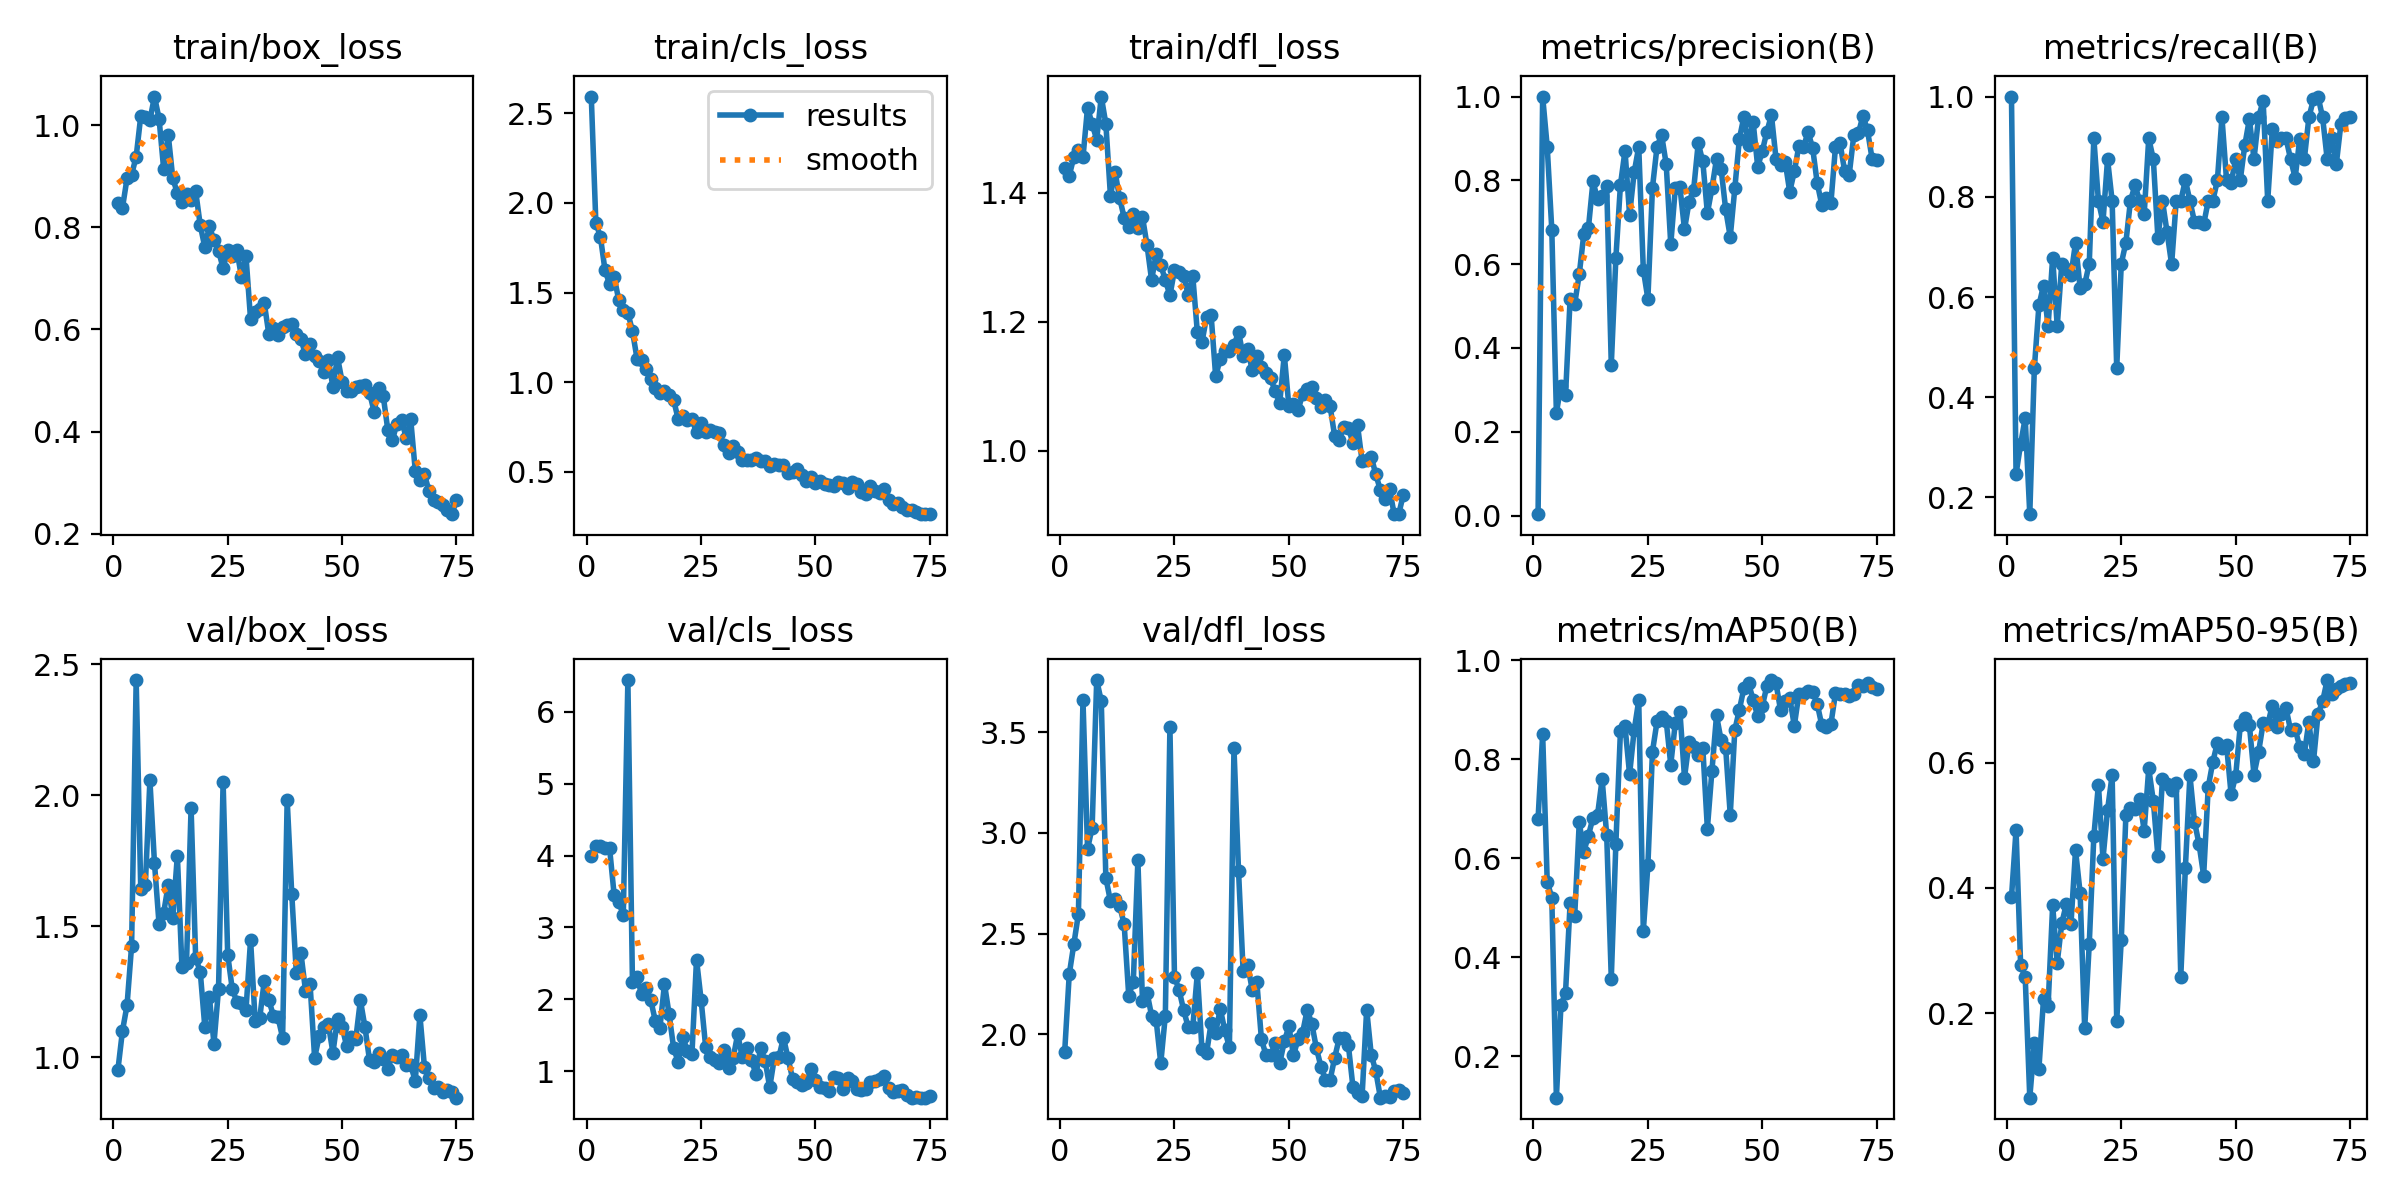 train/box_loss
train/cls_loss
train/dfl_loss
metrics/precision(B)
metrics/recall(B)
1.0
0.8
0.6
0.4
0.2
0 25 50 75
2.5
2.0
1.5
1.0
0.5
results
smooth
0 25 50 75
1.4
1.2
1.0
0 25 50 75
1.0
0.8
0.6
0.4
0.2
0.0
0 25 50 75
1.0
0.8
0.6
0.4
0.2
0 25 50 75
val/box_loss
val/cls_loss
val/dfl_loss
metrics/mAP50(B)
metrics/mAP50-95(B)
2.5
2.0
1.5
1.0
0 25 50 75
6
5
4
3
2
1
0 25 50 75
3.5
3.0
2.5
2.0
0 25 50 75
1.0
0.8
0.6
0.4
0.2
0 25 50 75
0.6
0.4
0.2
0 25 50 75